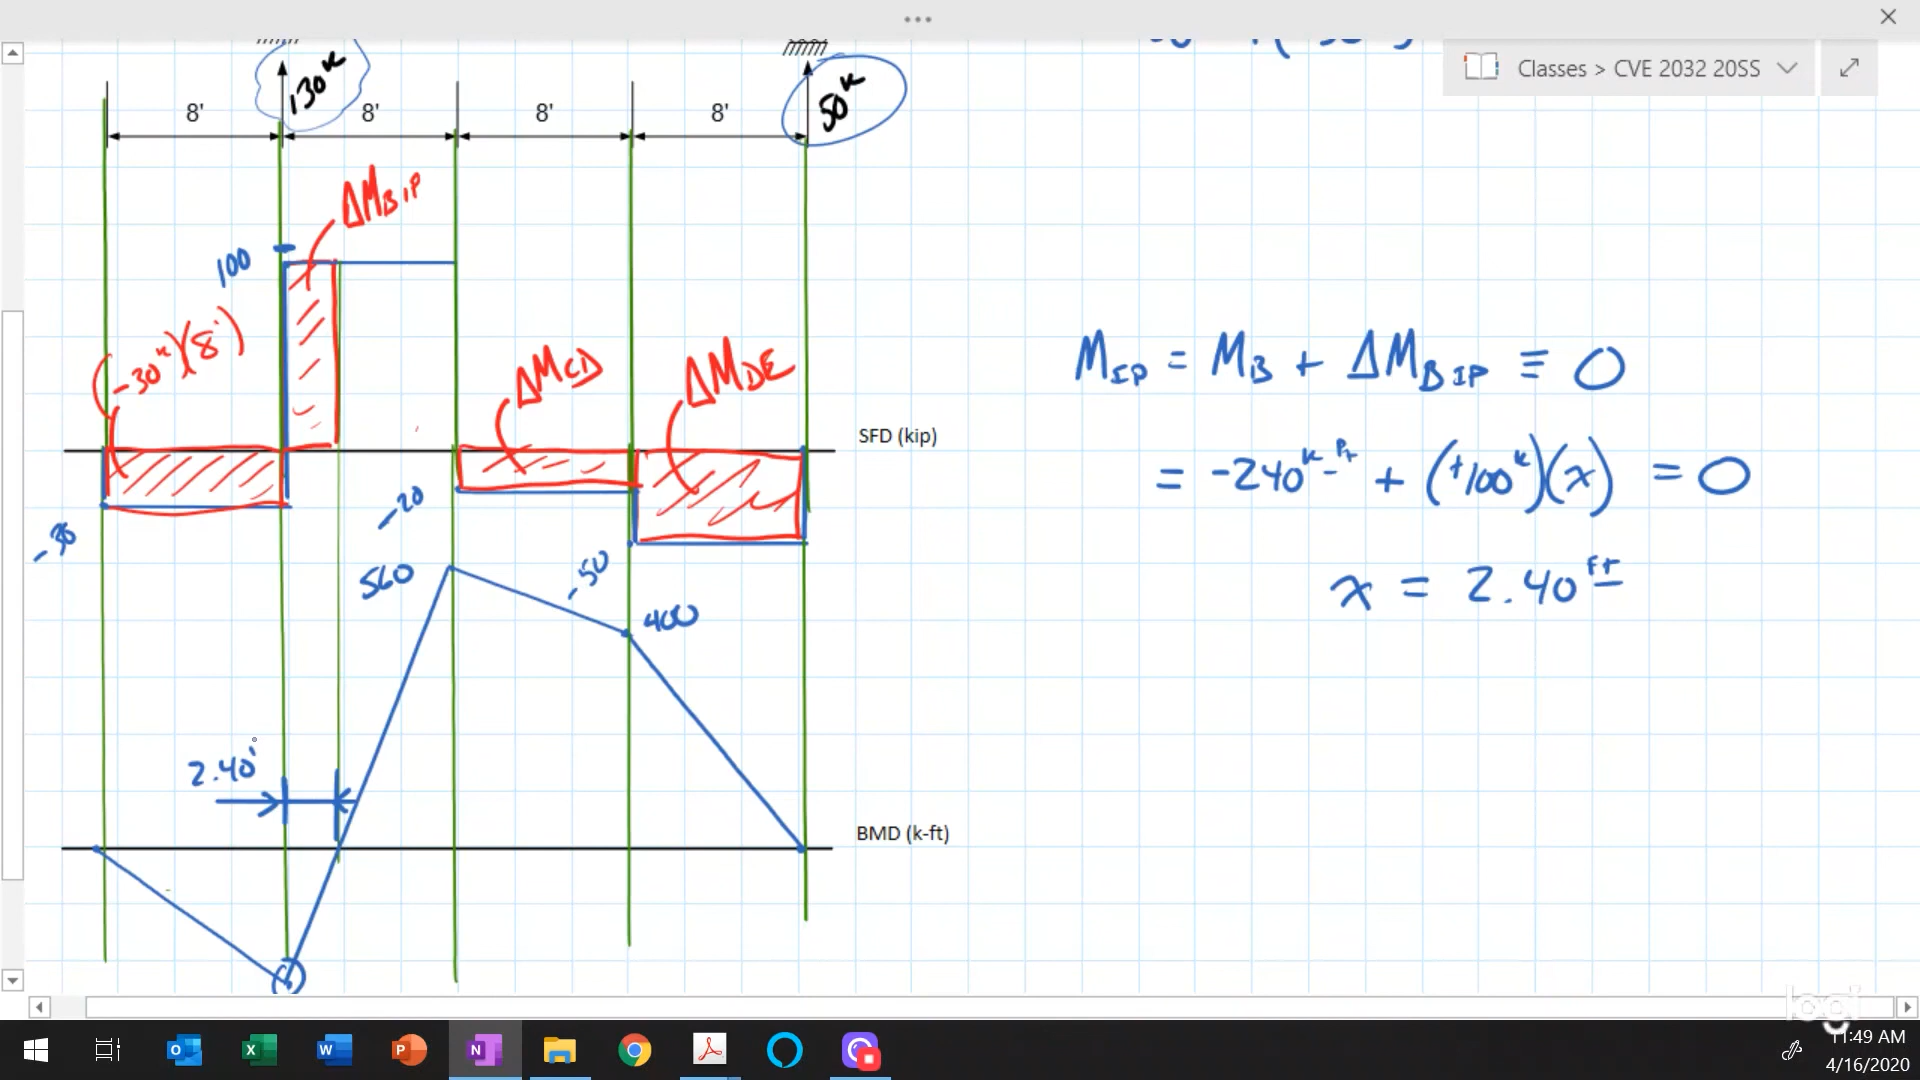 Classes > CVE 2032 20SS
130k
50k
8'
8'
8'
8'
ΔMB IP
100
-30k)(8')
ΔMCD
ΔMDE
MIP = MB + ΔMB IP ≡ 0
SFD (kip)
= -240k-ft + (+100k)(x) = 0
-20
-30
560
-50
400
x = 2.40ft
2.40'
BMD (k-ft)
logi
11:49 AM
4/16/2020